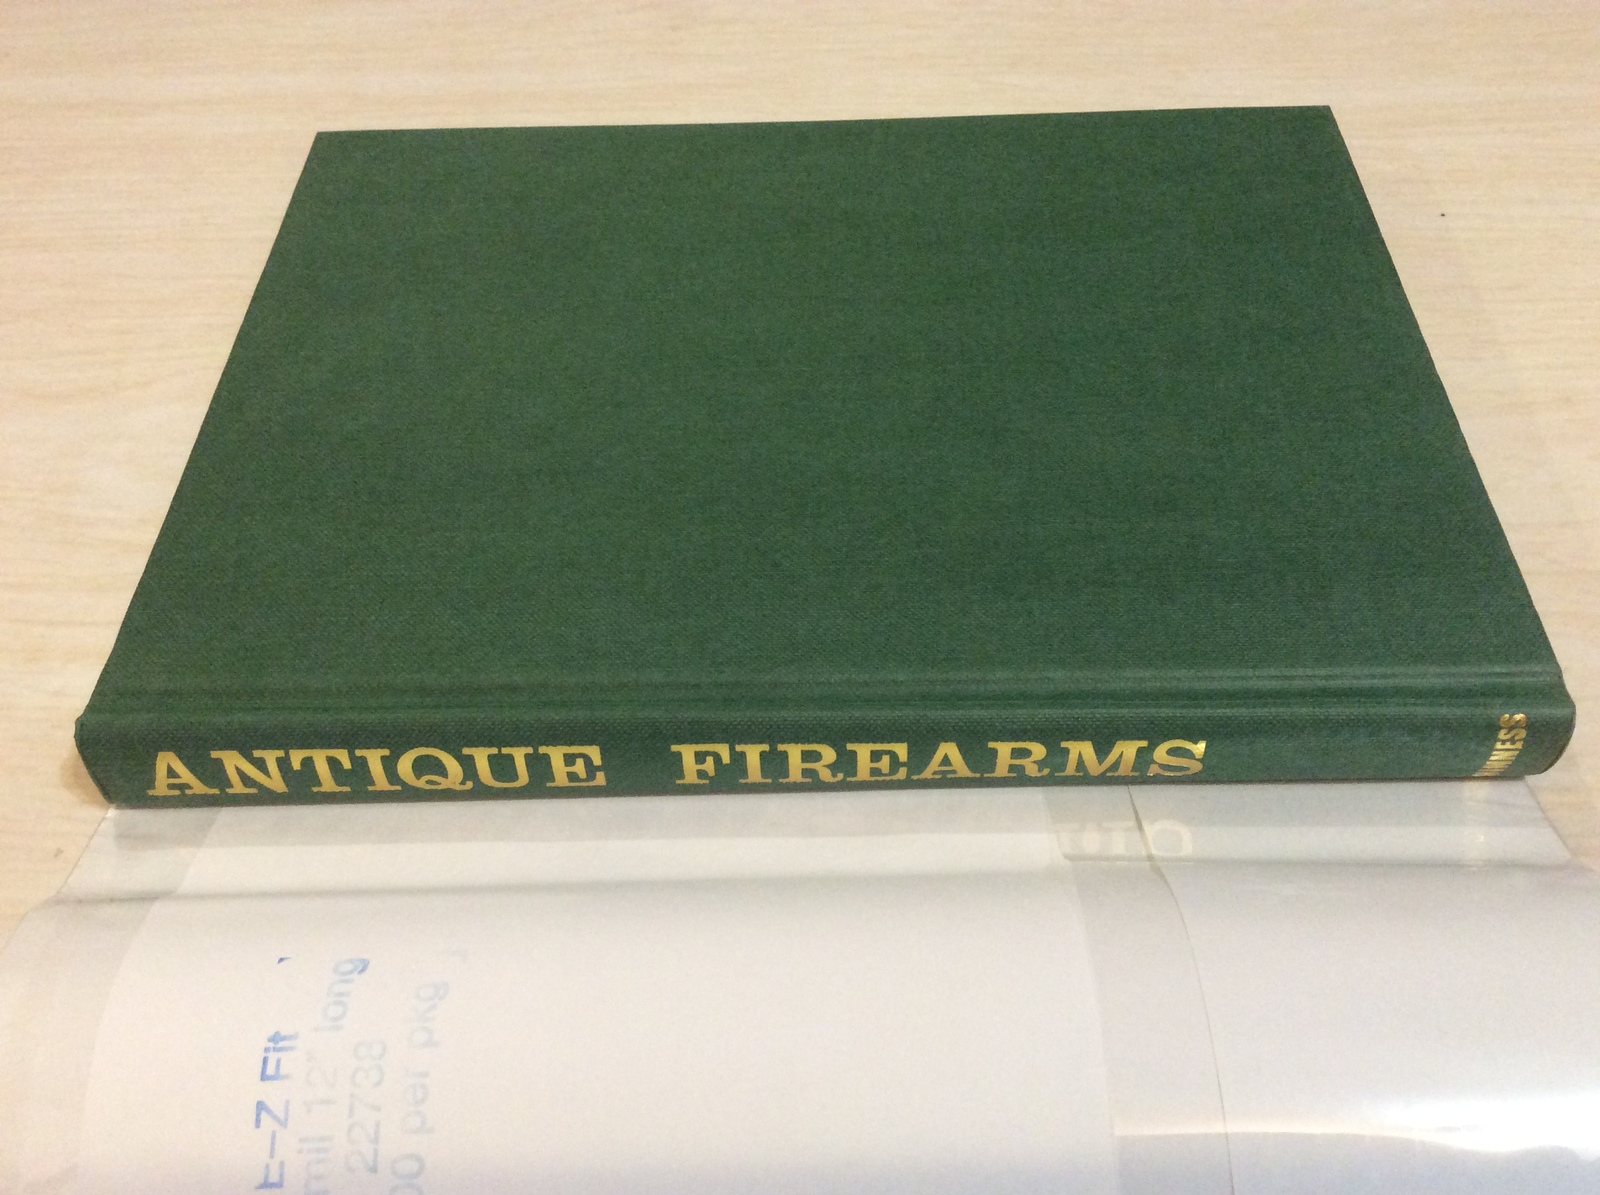 ANTIQUE FIREARMS
E-Z Fit
mil 12" long
22738
00 per pkg